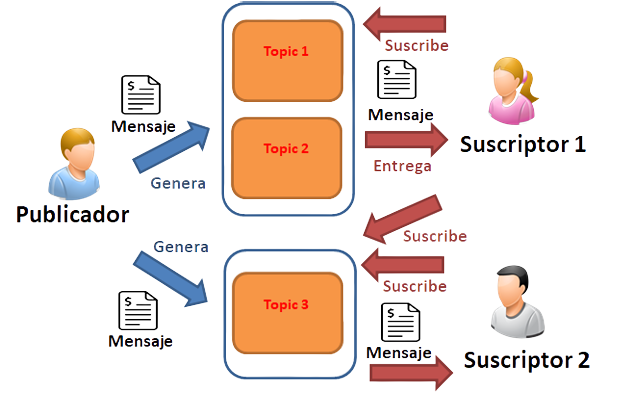 Topic 1
Suscribe
Mensaje
Mensaje
Topic 2
Suscriptor 1
Entrega
Genera
Publicador
Suscribe
Genera
Suscribe
Topic 3
Mensaje
Mensaje
Suscriptor 2